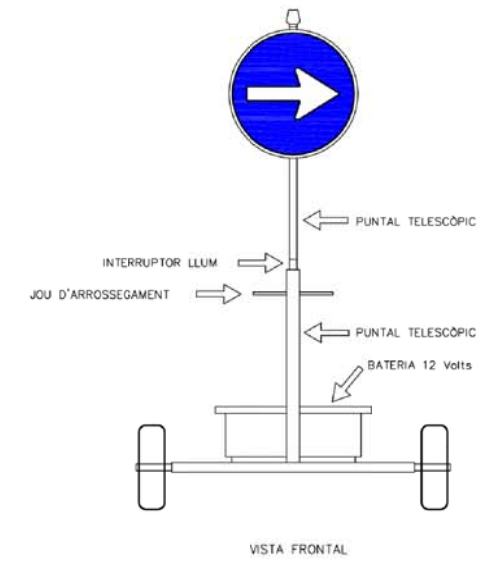 PUNTAL TELESCÒPIC
INTERRUPTOR LLUM
JOU D'ARROSSEGAMENT
PUNTAL TELESCÒPIC
BATERIA 12 Volts
VISTA FRONTAL